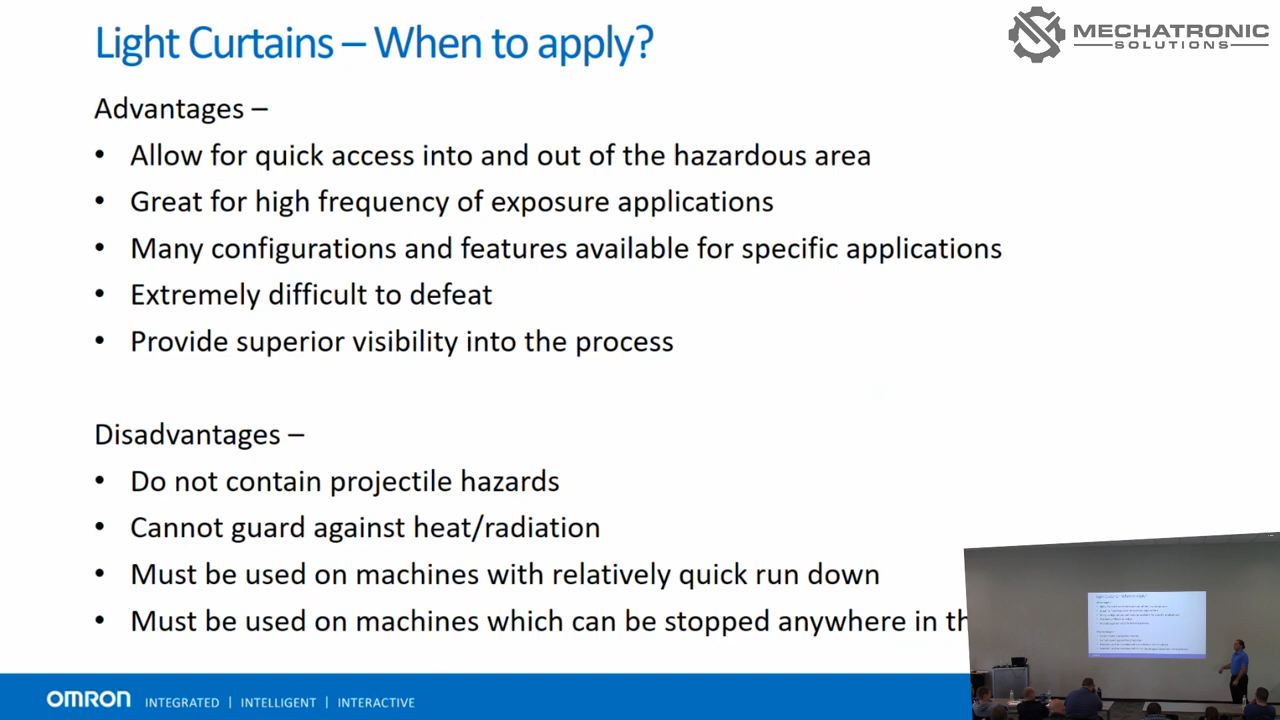 Light Curtains – When to apply?
MECHATRONIC
SOLUTIONS
Advantages –
• Allow for quick access into and out of the hazardous area
• Great for high frequency of exposure applications
• Many configurations and features available for specific applications
• Extremely difficult to defeat
• Provide superior visibility into the process
Disadvantages –
• Do not contain projectile hazards
• Cannot guard against heat/radiation
• Must be used on machines with relatively quick run down
• Must be used on machines which can be stopped anywhere in th
OMRON INTEGRATED | INTELLIGENT | INTERACTIVE